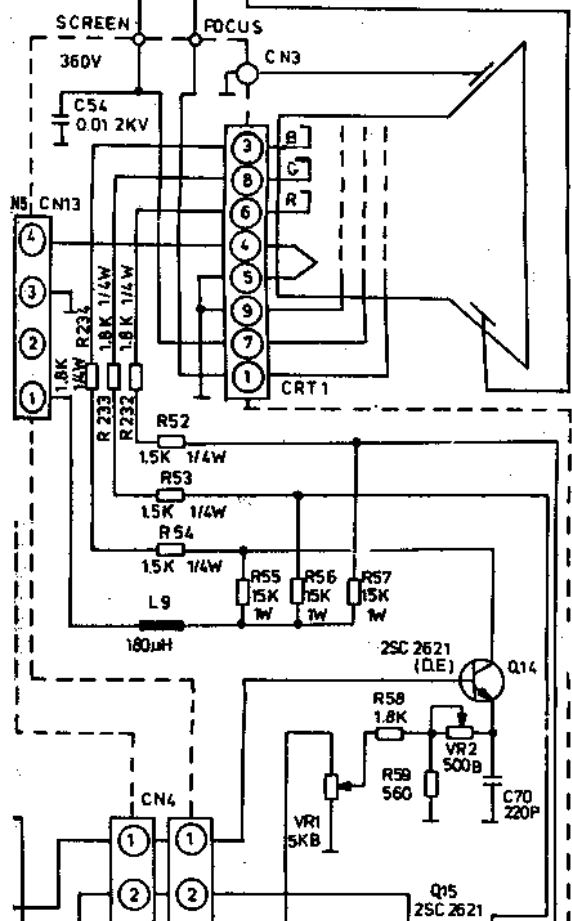 SCREEN
FOCUS
360V
CN3
C54
0.01 2KV
3
B
8
G
6
R
N5 CN13
4
4
5
3
9
2
7
1
1
CRT1
R234
1.8K
1/4W
R233
1.8K 1/4W
R232
1.8K 1/4W
R52
1.5K 1/4W
R53
1.5K 1/4W
R54
1.5K 1/4W
R55
15K
1W
R56
15K
1W
R57
15K
1W
L9
180μH
2SC 2621
(D.E)
Q14
R58
1.8K
VR2
500B
R59
560
C70
220P
VR1
5KB
CN4
1
1
2
2
Q15
2SC 2621